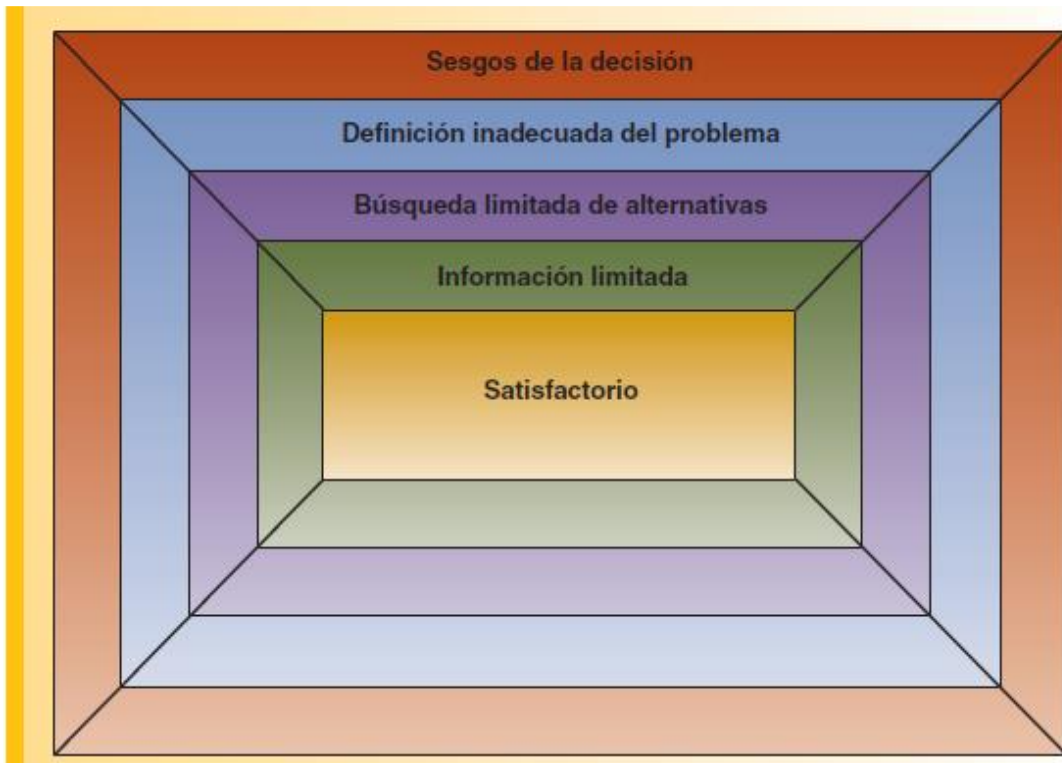 Sesgos de la decisión
Definición inadecuada del problema
Búsqueda limitada de alternativas
Información limitada
Satisfactorio